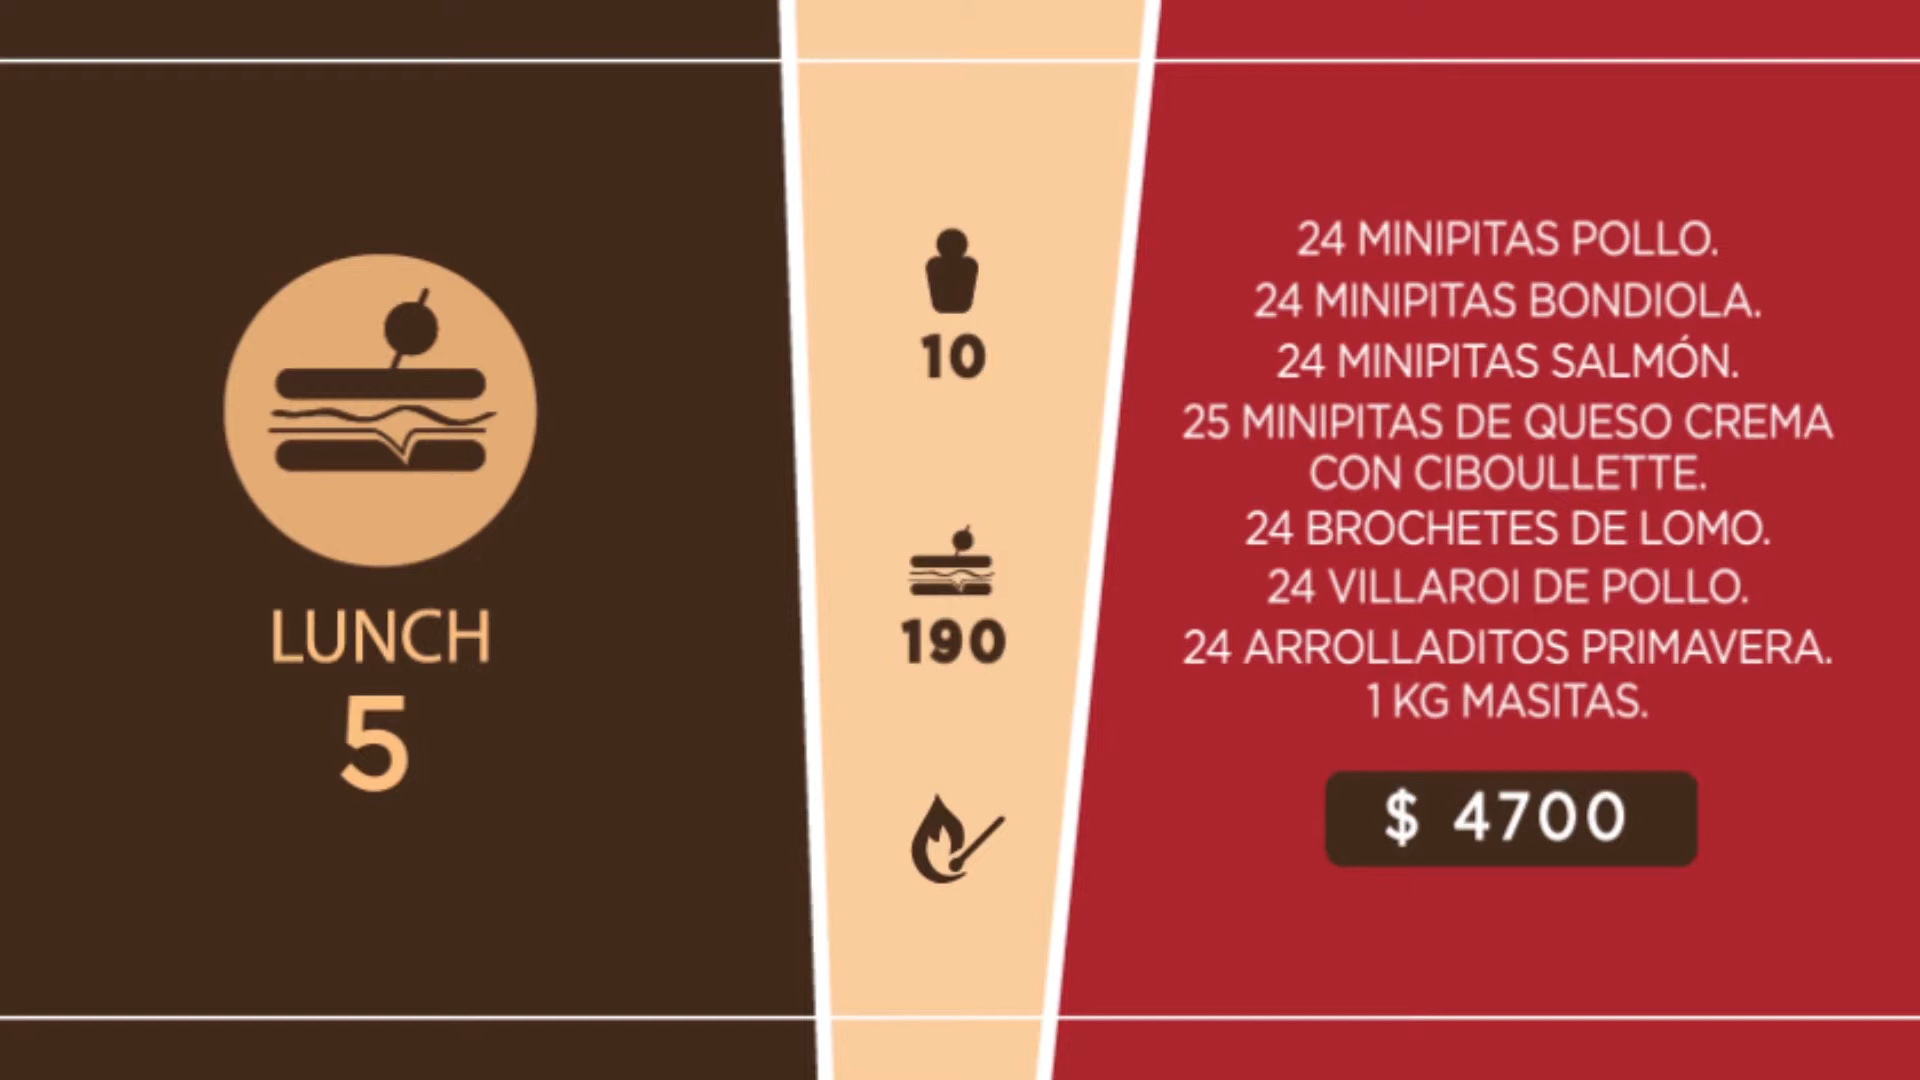 LUNCH
5
10
190
24 MINIPITAS POLLO.
24 MINIPITAS BONDIOLA.
24 MINIPITAS SALMÓN.
25 MINIPITAS DE QUESO CREMA
CON CIBOULLETTE.
24 BROCHETES DE LOMO.
24 VILLAROI DE POLLO.
24 ARROLLADITOS PRIMAVERA.
1 KG MASITAS.
$ 4700